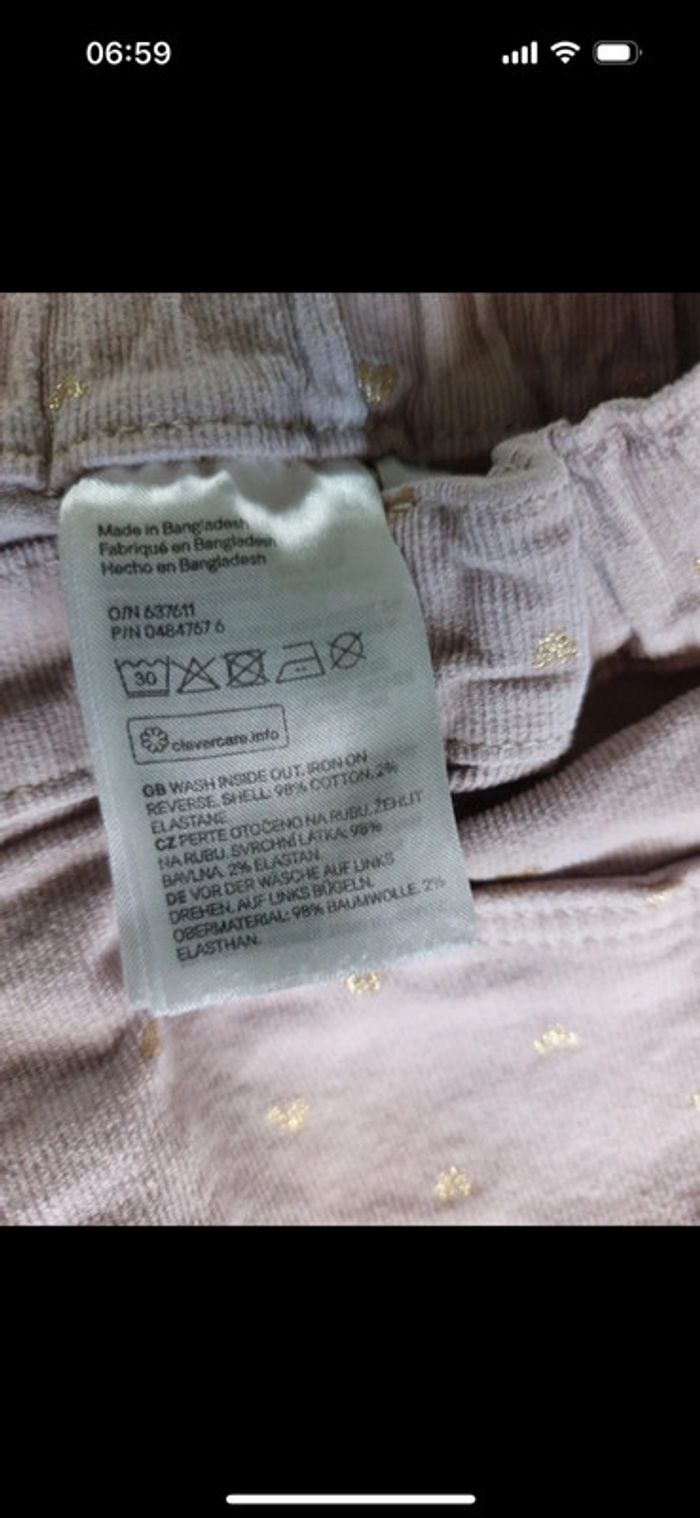 06:59
Made in Bangladesh
Fabriqué en Bangladesh
Hecho en Bangladesh
O/N 637611
P/N 0484767 6
30
clevercare.info
GB WASH INSIDE OUT. IRON ON
REVERSE. SHELL: 98% COTTON. 2%
ELASTANE
CZ PERTE OTOČENO NA RUBU. ŽEHLIT
NA RUBU. SVRCHNÍ LÁTKA: 98%
BAVLNA. 2% ELASTAN.
DE VOR DER WÄSCHE AUF LINKS
DREHEN. AUF LINKS BÜGELN.
OBERMATERIAL: 98% BAUMWOLLE. 2%
ELASTHAN.